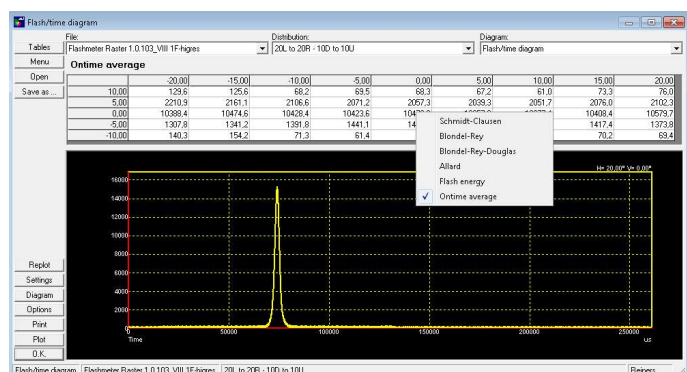 Flash/time diagram
File: Distribution: Diagram:
Tables Flashmeter Raster 1.0.103_VIII 1F-higres 20L to 20R - 10D to 10U Flash/time diagram
Menu Ontime average
Open -20,00 -15,00 -10,00 -5,00 0,00 5,00 10,00 15,00 20,00
Save as ... 10,00 129,6 125,6 68,2 69,5 68,3 67,2 61,0 73,3 76,0
5,00 2210,9 2161,1 2106,6 2071,2 2057,3 2039,3 2051,7 2076,0 2102,3
0,00 10388,4 10474,6 10428,4 10423,6 10408,4 10579,7
-5,00 1307,8 1341,2 1391,8 1441,1 1417,4 1373,8
-10,00 140,3 154,2 71,3 61,4 70,2 69,4
Schmidt-Clausen
Blondel-Rey
Blondel-Rey-Douglas
Allard
Flash energy
Ontime average
H= 20,00° V= 0,00°
16000
14000
12000
10000
8000
6000
4000
2000
0 50000 100000 150000 200000 250000
Time us
Replot
Settings
Diagram
Options
Print
Plot
O.K.
Flash/time diagram Flashmeter Raster 1.0.103_VIII 1F-higres 20L to 20R - 10D to 10U Reiners